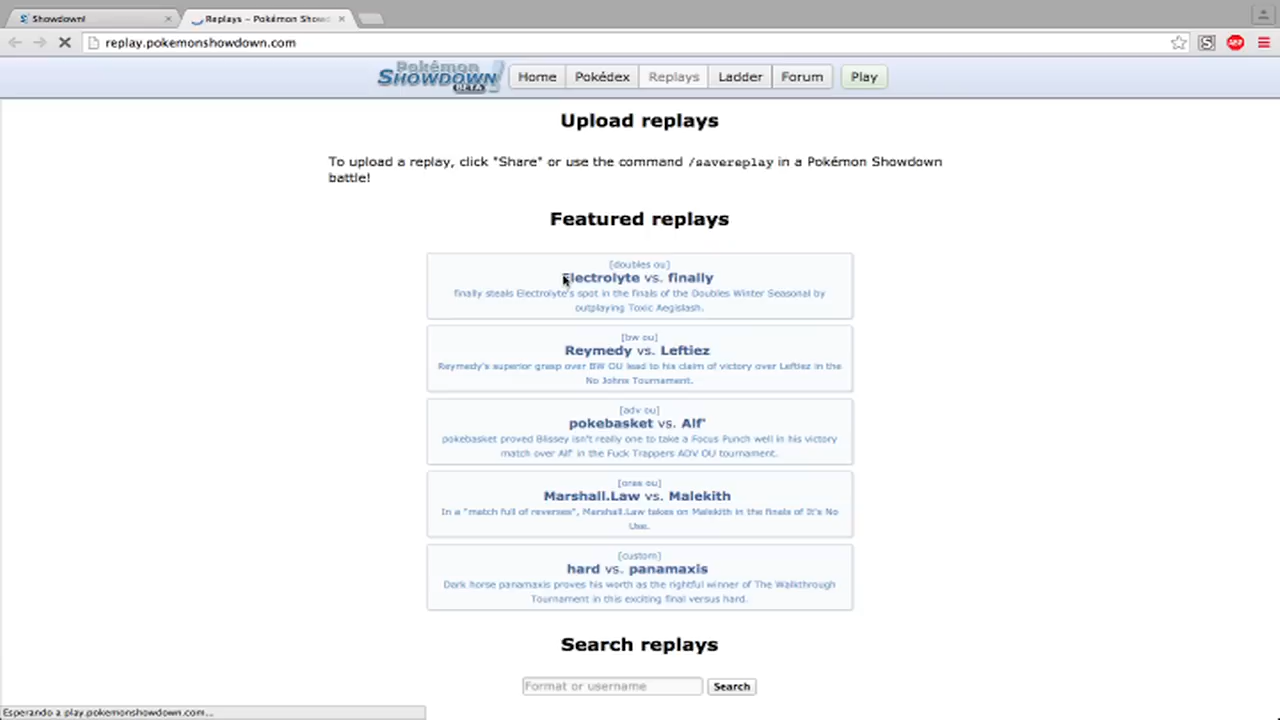 Showdown!
Replays – Pokémon Show
replay.pokemonshowdown.com
Pokémon
SHOWDOWN!
BETA
Home
Pokédex
Replays
Ladder
Forum
Play
Upload replays
To upload a replay, click "Share" or use the command /savereplay in a Pokémon Showdown
battle!
Featured replays
[doubles ou]
Electrolyte vs. finally
finally steals Electrolyte's spot in the finals of the Doubles Winter Seasonal by
outplaying Toxic Aegislash.
[bw ou]
Reymedy vs. Leftiez
Reymedy's superior grasp over BW OU lead to his claim of victory over Leftiez in the
No Johns Tournament.
[adv ou]
pokebasket vs. Alf'
pokebasket proved Blissey isn't really one to take a Focus Punch well in his victory
match over Alf' in the Fuck Trappers ADV OU tournament.
[oras ou]
Marshall.Law vs. Malekith
In a "match full of reverses", Marshall.Law takes on Malekith in the finals of It's No
Use.
[custom]
hard vs. panamaxis
Dark horse panamaxis proves his worth as the rightful winner of The Walkthrough
Tournament in this exciting final versus hard.
Search replays
Format or username
Search
Esperando a play.pokemonshowdown.com...